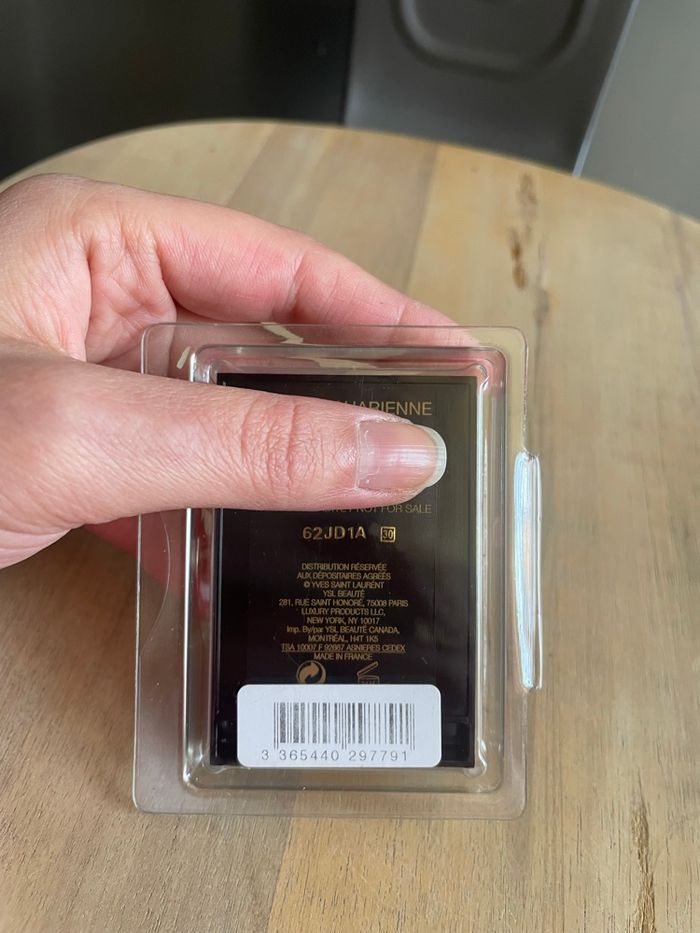 NOT FOR SALE
62JD1A 30
DISTRIBUTION RÉSERVÉE
AUX DÉPOSITAIRES AGRÉÉS
© YVES SAINT LAURENT
YSL BEAUTÉ
281, RUE SAINT HONORÉ, 75008 PARIS
LUXURY PRODUCTS LLC,
NEW YORK, NY 10017
Imp. By/par YSL BEAUTÉ CANADA,
MONTRÉAL, H4T 1K5
TSA 10007 F 92667 ASNIERES CEDEX
MADE IN FRANCE
3 365440 297791